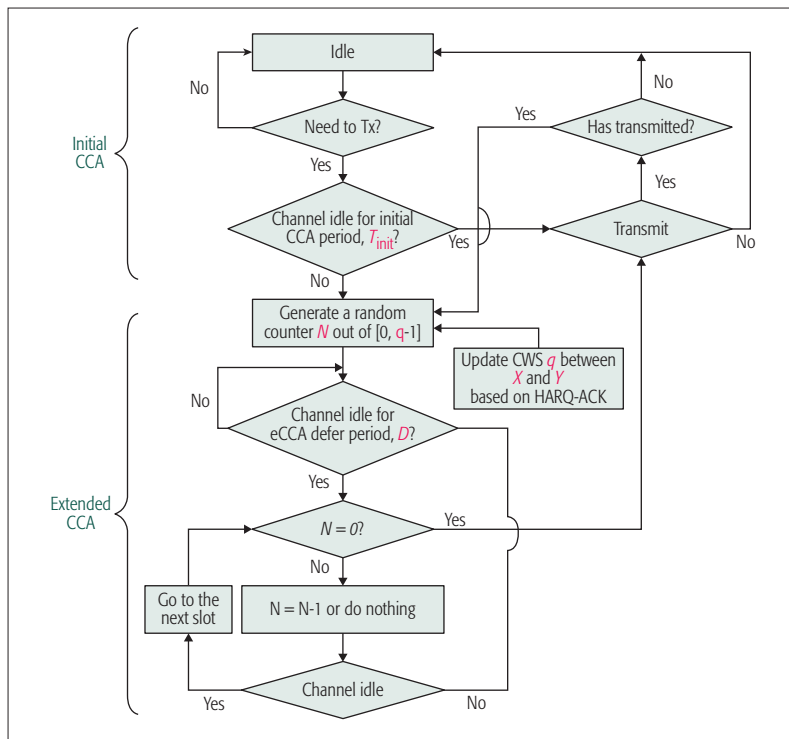 Idle
No
No
Need to Tx?
Yes
Has transmitted?
Initial
CCA
Yes
Yes
Channel idle for initial
CCA period, Tinit?
Yes
Transmit
No
No
Generate a random
counter N out of [0, q-1]
Update CWS q between
X and Y
based on HARQ-ACK
No
Channel idle for
eCCA defer period, D?
Yes
Extended
CCA
N = 0?
Yes
No
Go to the
next slot
N = N-1 or do nothing
Yes
Channel idle
No